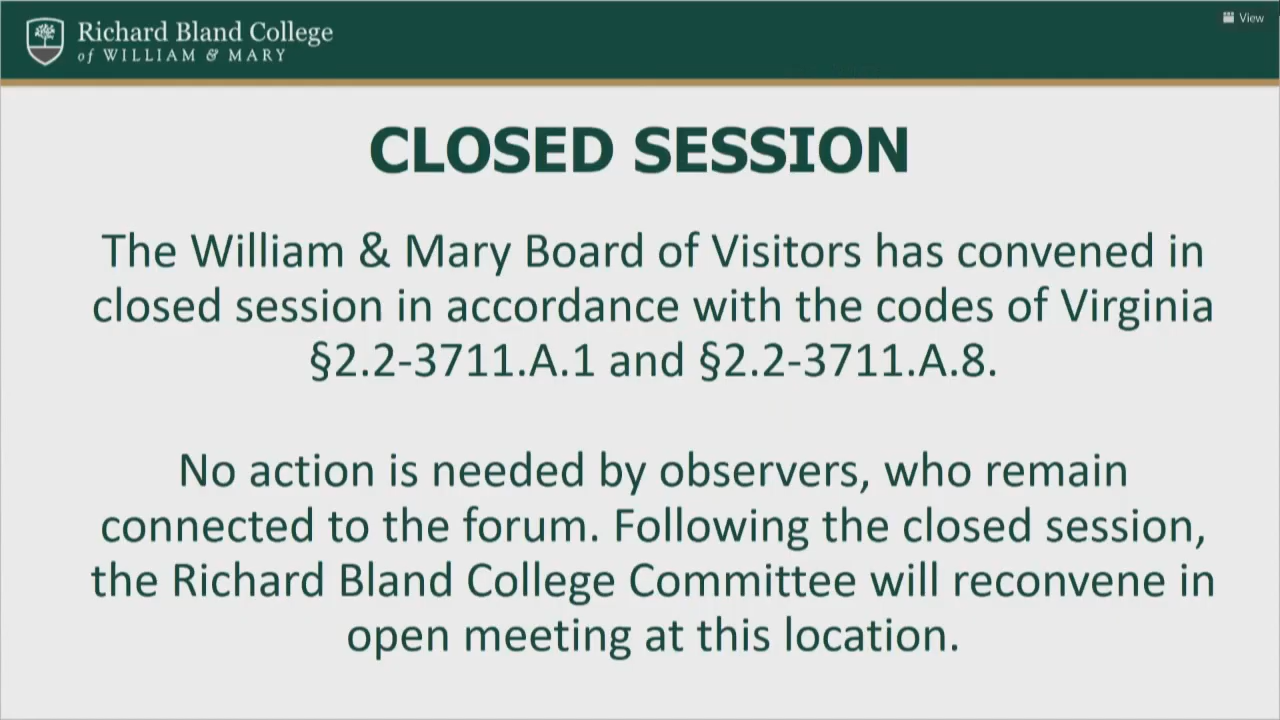 Richard Bland College
of WILLIAM & MARY
View
CLOSED SESSION
The William & Mary Board of Visitors has convened in
closed session in accordance with the codes of Virginia
§2.2-3711.A.1 and §2.2-3711.A.8.
No action is needed by observers, who remain
connected to the forum. Following the closed session,
the Richard Bland College Committee will reconvene in
open meeting at this location.